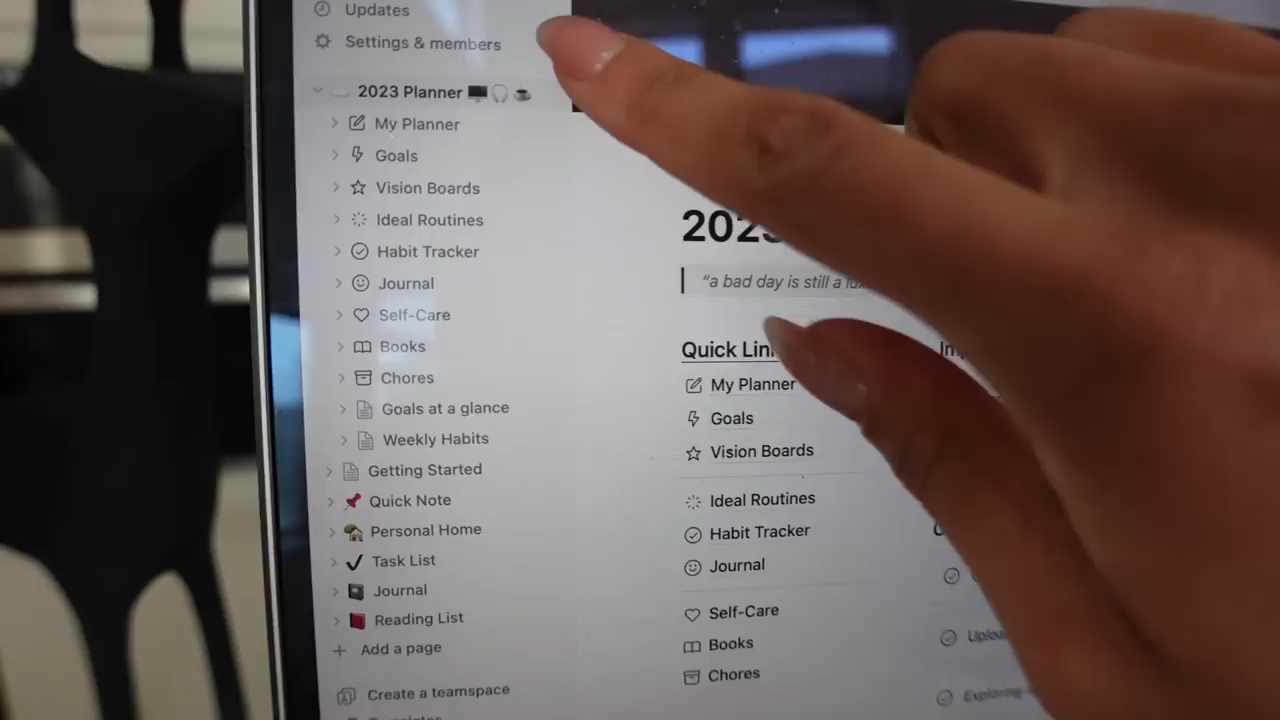 Updates
Settings & members
2023 Planner
My Planner
Goals
Vision Boards
Ideal Routines
Habit Tracker
Journal
Self-Care
Books
Chores
Goals at a glance
Weekly Habits
Getting Started
Quick Note
Personal Home
Task List
Journal
Reading List
Add a page
Create a teamspace
Templates
2023
"a bad day is still a
Quick
My Planner
Goals
Vision Boards
Ideal Routines
Habit Tracker
Journal
Self-Care
Books
Chores
Exploring